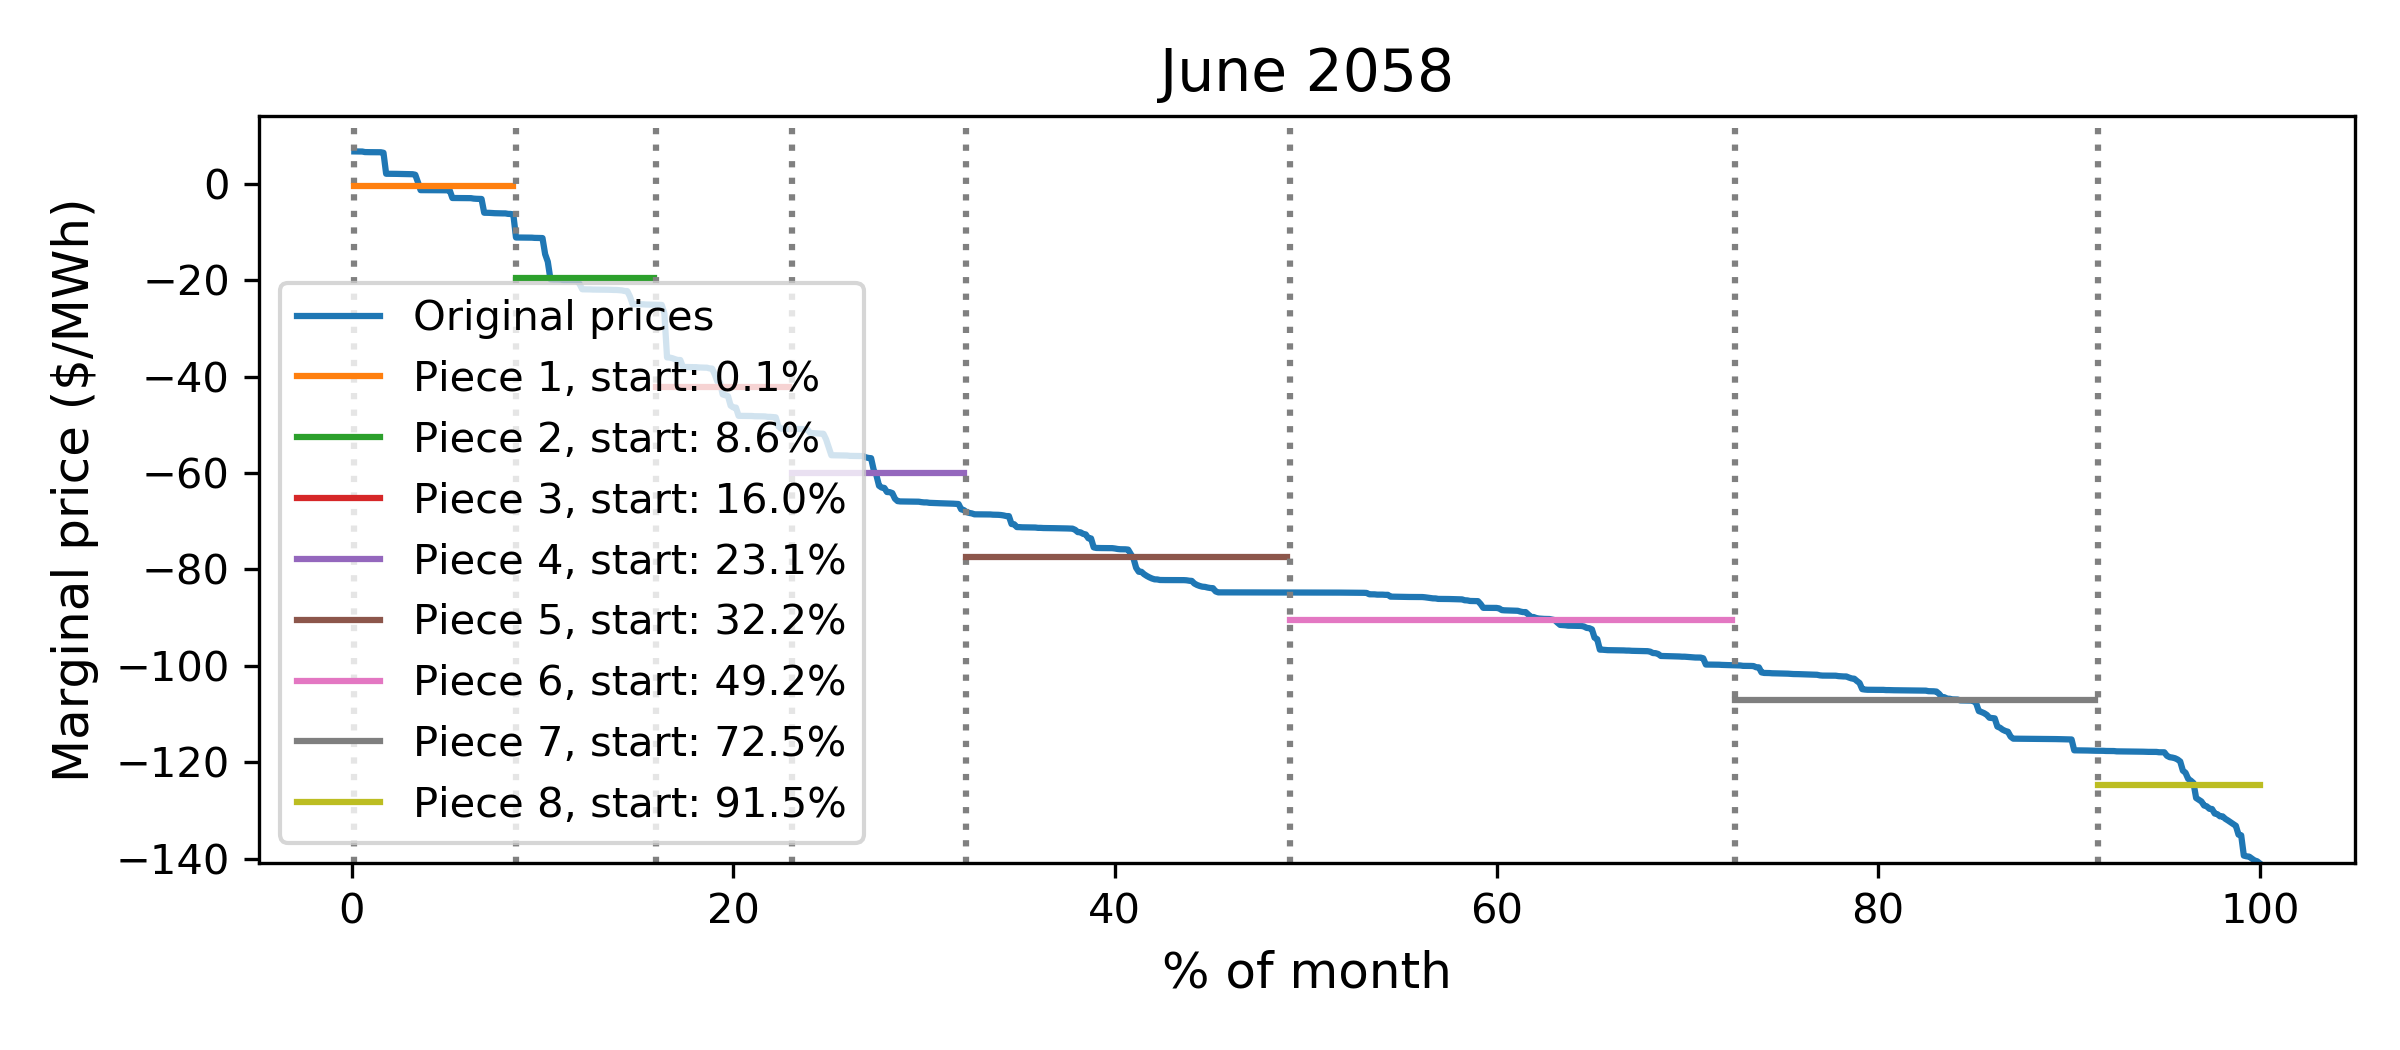 June 2058
Marginal price ($/MWh)
0
−20
−40
−60
−80
−100
−120
−140
Original prices
Piece 1, start: 0.1%
Piece 2, start: 8.6%
Piece 3, start: 16.0%
Piece 4, start: 23.1%
Piece 5, start: 32.2%
Piece 6, start: 49.2%
Piece 7, start: 72.5%
Piece 8, start: 91.5%
0 20 40 60 80 100
% of month